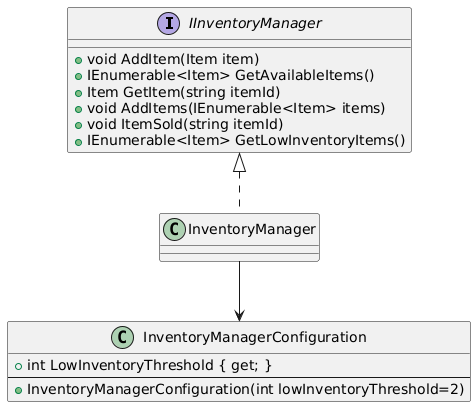 I IInventoryManager
void AddItem(Item item)
IEnumerable<Item> GetAvailableItems()
Item GetItem(string itemId)
void AddItems(IEnumerable<Item> items)
void ItemSold(string itemId)
IEnumerable<Item> GetLowInventoryItems()
C InventoryManager
C InventoryManagerConfiguration
int LowInventoryThreshold { get; }
InventoryManagerConfiguration(int lowInventoryThreshold=2)